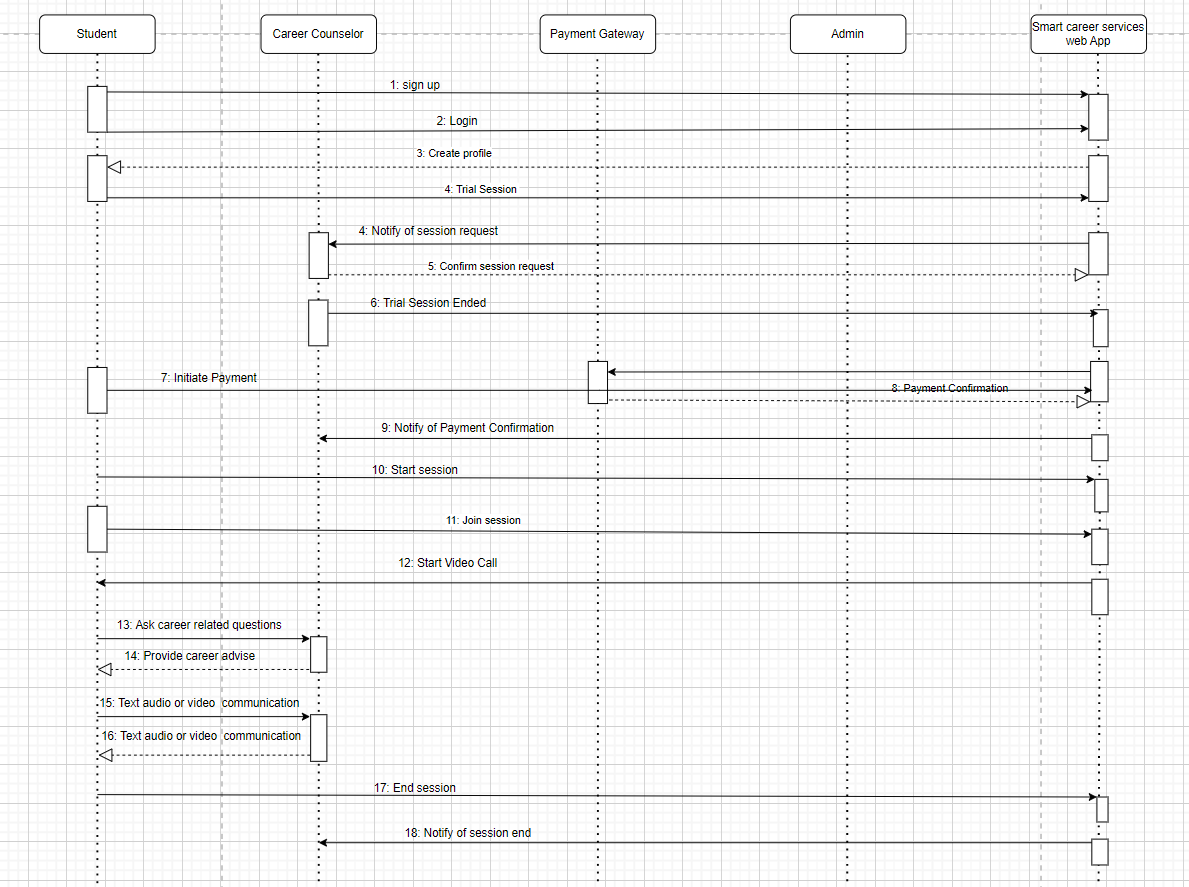 Student
Career Counselor
Payment Gateway
Admin
Smart career services
web App
1: sign up
2: Login
3: Create profile
4: Trial Session
4: Notify of session request
5: Confirm session request
6: Trial Session Ended
7: Initiate Payment
8: Payment Confirmation
9: Notify of Payment Confirmation
10: Start session
11: Join session
12: Start Video Call
13: Ask career related questions
14: Provide career advise
15: Text audio or video communication
16: Text audio or video communication
17: End session
18: Notify of session end